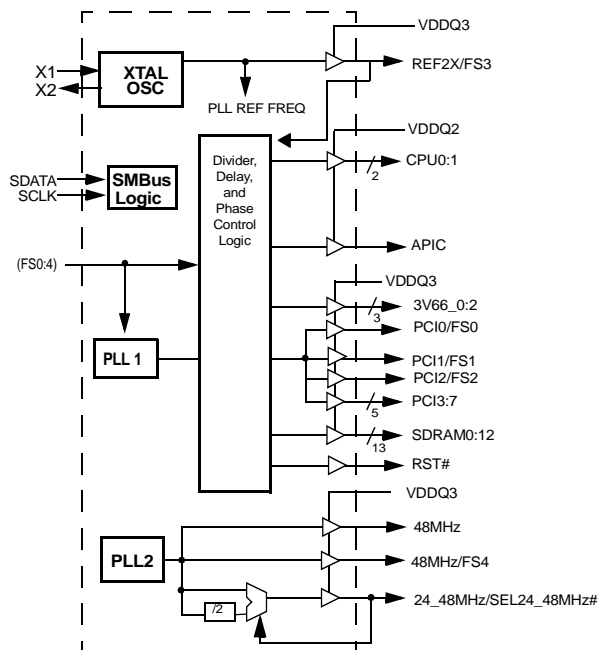 VDDQ3
X1
X2
XTAL
OSC
REF2X/FS3
PLL REF FREQ
VDDQ2
Divider,
Delay,
and
Phase
Control
Logic
CPU0:1
2
SDATA
SCLK
SMBus
Logic
APIC
(FS0:4)
VDDQ3
3V66_0:2
3
PCI0/FS0
PLL 1
PCI1/FS1
PCI2/FS2
PCI3:7
5
SDRAM0:12
13
RST#
VDDQ3
48MHz
PLL2
48MHz/FS4
24_48MHz/SEL24_48MHz#
/2